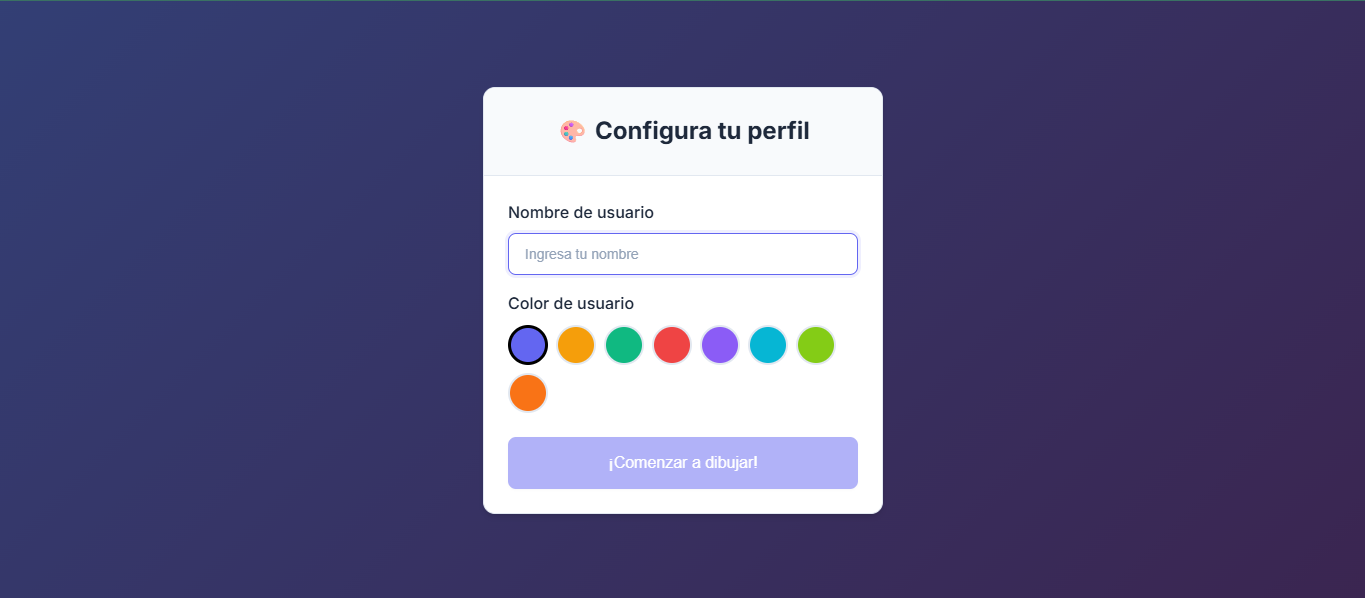 Configura tu perfil
Nombre de usuario
Ingresa tu nombre
Color de usuario
¡Comenzar a dibujar!